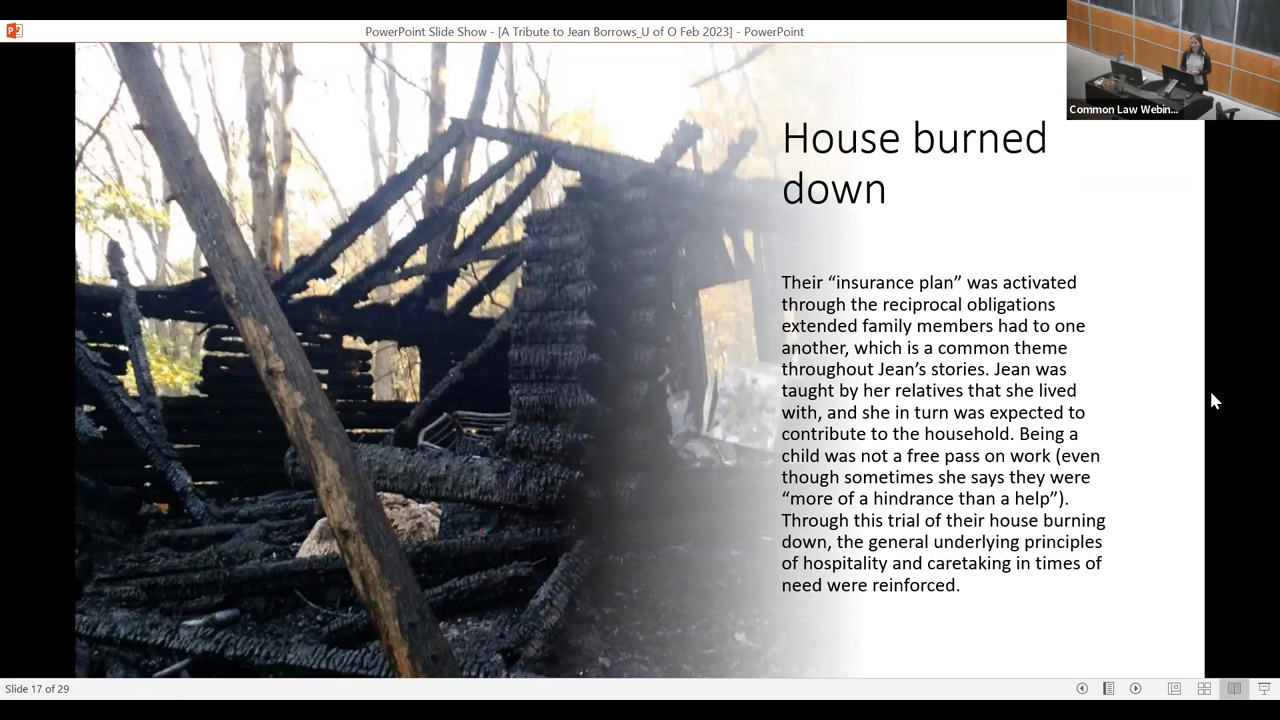 PowerPoint Slide Show - [A Tribute to Jean Borrows_U of O Feb 2023] - PowerPoint
Common Law Webin...
House burned
down
Their “insurance plan” was activated
through the reciprocal obligations
extended family members had to one
another, which is a common theme
throughout Jean’s stories. Jean was
taught by her relatives that she lived
with, and she in turn was expected to
contribute to the household. Being a
child was not a free pass on work (even
though sometimes she says they were
“more of a hindrance than a help”).
Through this trial of their house burning
down, the general underlying principles
of hospitality and caretaking in times of
need were reinforced.
Slide 17 of 29